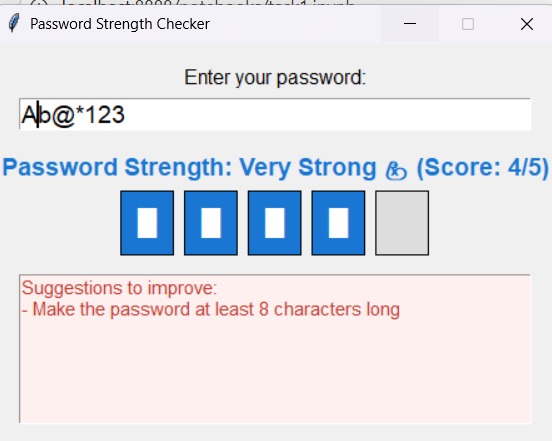 Password Strength Checker
Enter your password:
Ab@*123
Password Strength: Very Strong 💪 (Score: 4/5)
Suggestions to improve:
- Make the password at least 8 characters long